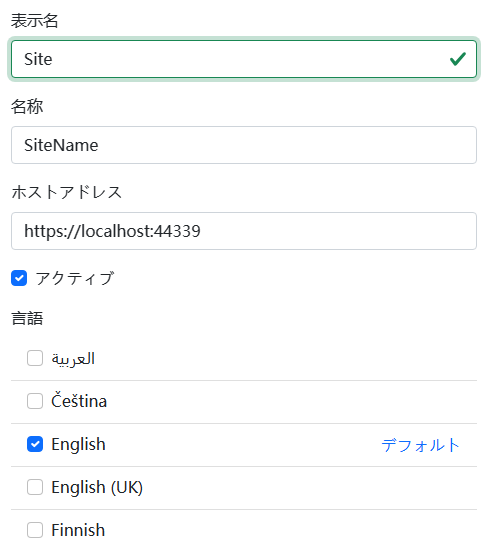 表示名
Site
名称
SiteName
ホストアドレス
https://localhost:44339
アクティブ
言語
العربية
Čeština
English デフォルト
English (UK)
Finnish